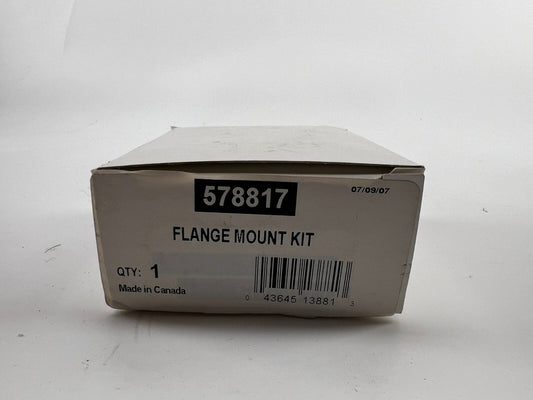 578817
07/09/07
FLANGE MOUNT KIT
QTY: 1
Made in Canada
0 43645 13881 3